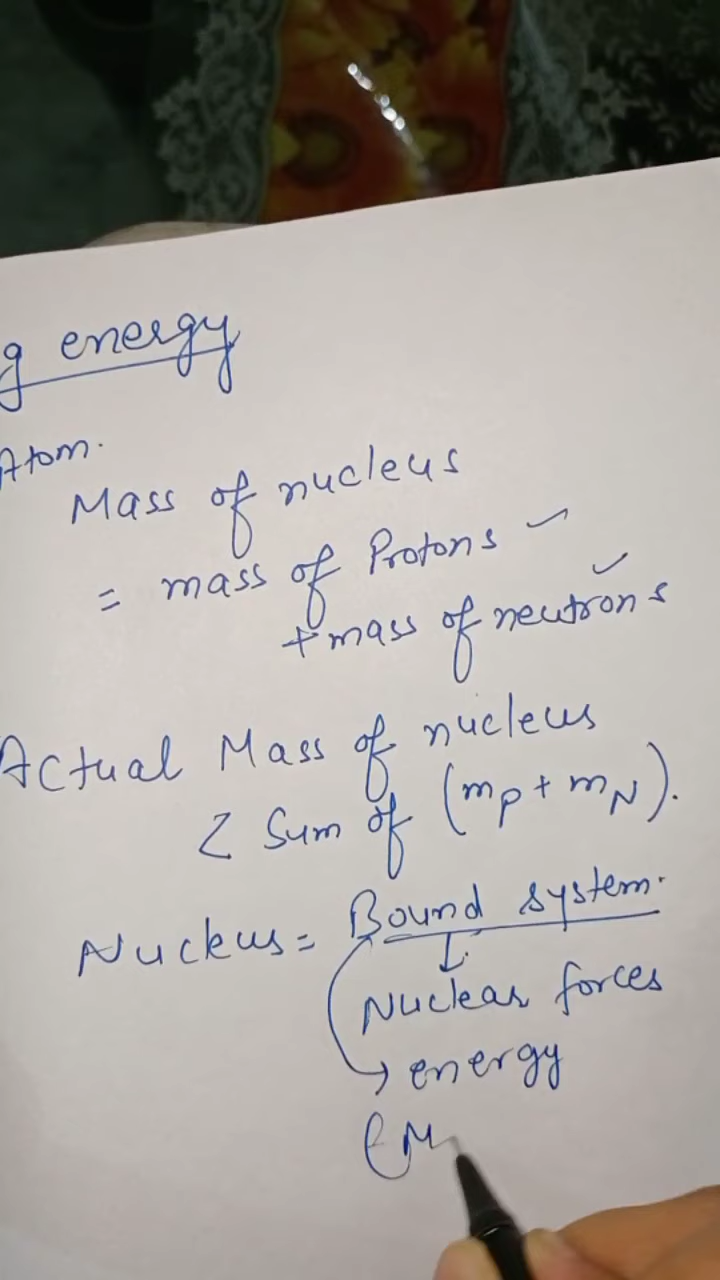 g energy
Atom.
Mass of nucleus
= mass of Protons ✓
+ mass of neutrons ✓
Actual Mass of nucleus
< Sum of (mp + mN).
Nucleus = Bound system.
↓
Nuclear forces
→ energy
(M